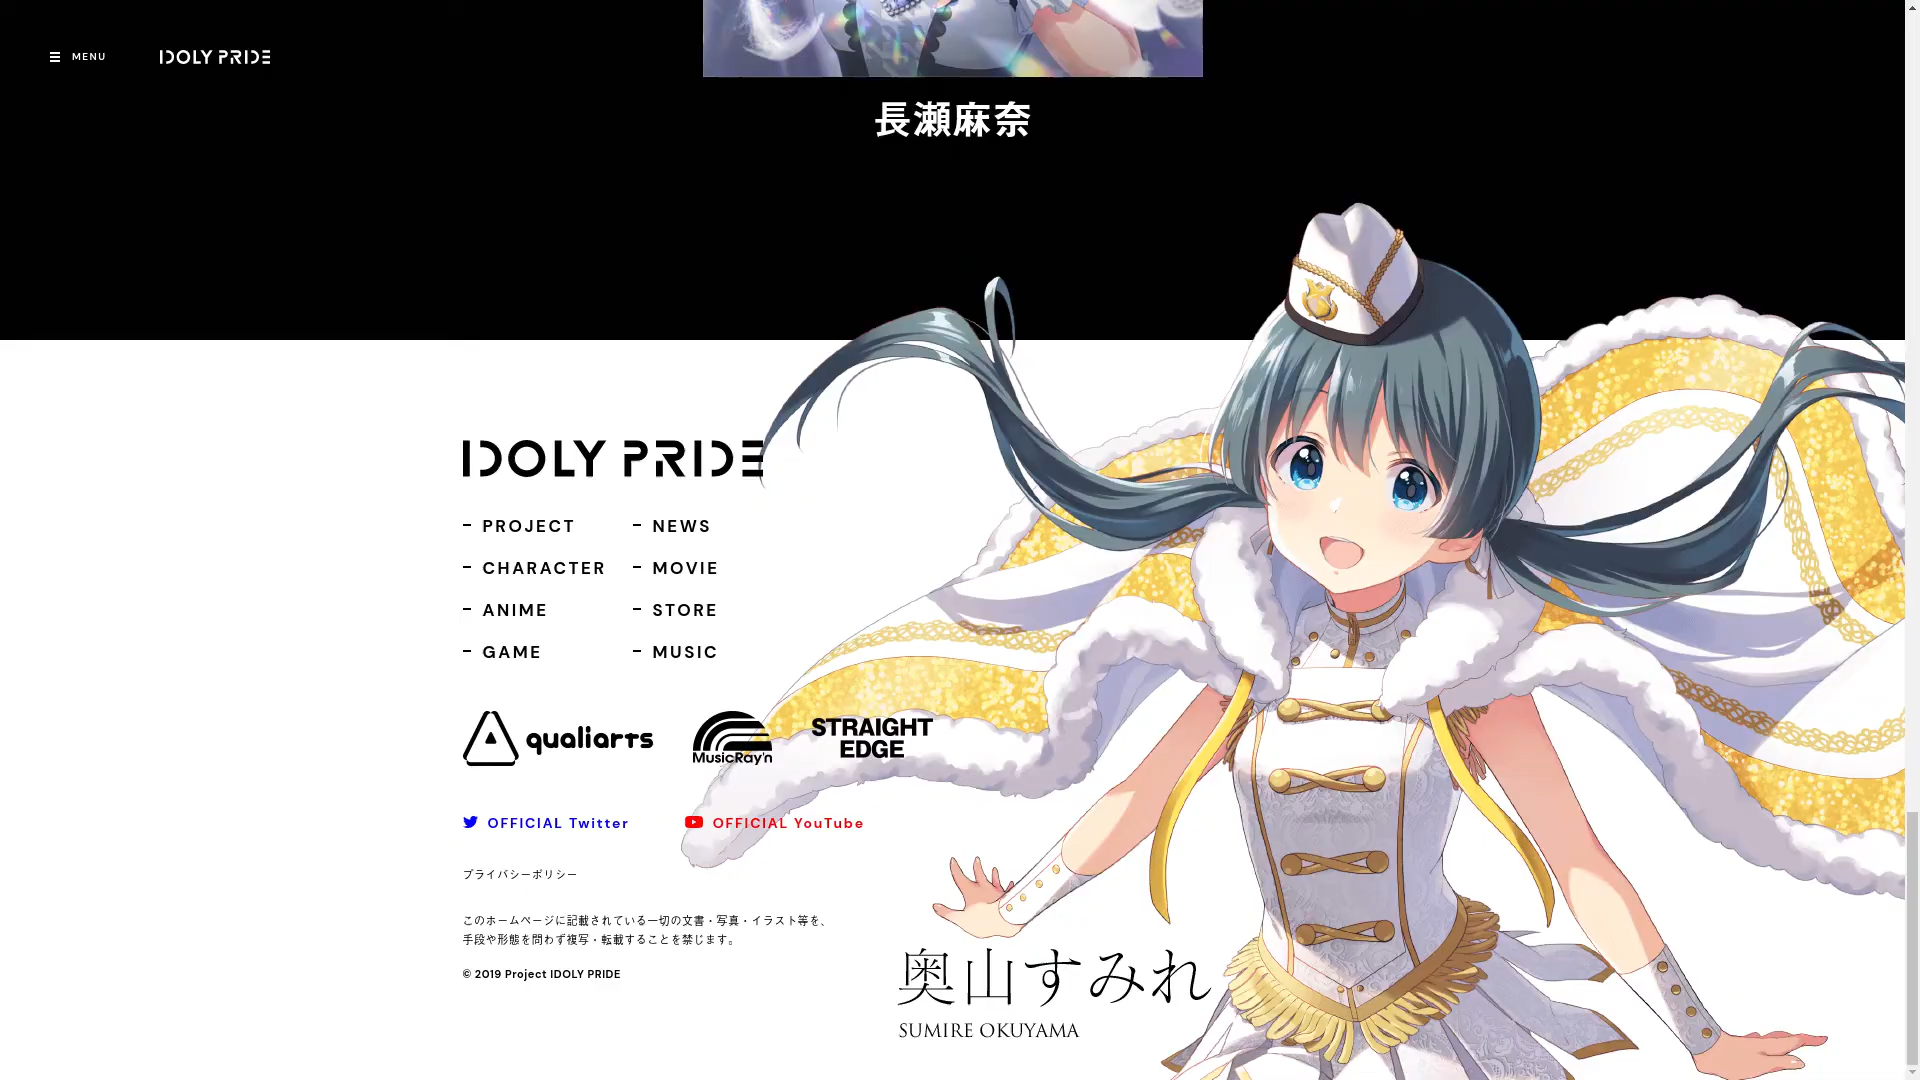 MENU
IDOLY PRIDE
長瀬麻奈
IDOLY PRIDE
PROJECT
NEWS
CHARACTER
MOVIE
ANIME
STORE
GAME
MUSIC
qualiarts
MusicRay'n
STRAIGHT
EDGE
OFFICIAL Twitter
OFFICIAL YouTube
プライバシーポリシー
このホームページに記載されている一切の文書・写真・イラスト等を、
手段や形態を問わず複写・転載することを禁じます。
© 2019 Project IDOLY PRIDE
奥山すみれ
SUMIRE OKUYAMA